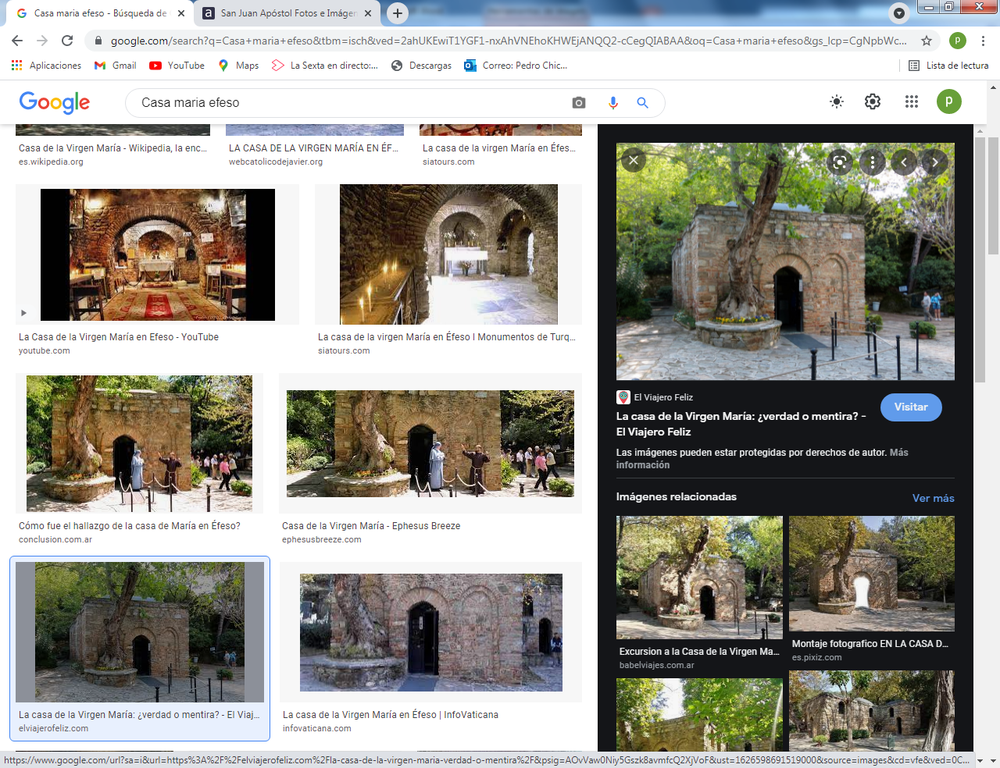 Casa maria efeso - Búsqueda de
San Juan Apóstol Fotos e Imágen
google.com/search?q=Casa+maria+efeso&tbm=isch&ved=2ahUKEwiT1YGF1-nxAhVNEhoKHWEjANQQ2-cCegQIABAA&oq=Casa+maria+efeso&gs_lcp=CgNpbWc...
p
Aplicaciones
Gmail
YouTube
Maps
La Sexta en directo:...
Descargas
Correo: Pedro Chic...
Lista de lectura
Google
Casa maria efeso
p
Casa de la Virgen María - Wikipedia, la enc...
es.wikipedia.org
LA CASA DE LA VIRGEN MARÍA EN ÉF...
webcatolicodejavier.org
La casa de la virgen María en Éfes...
siatours.com
La Casa de la Virgen María en Efeso - YouTube
youtube.com
La casa de la virgen María en Éfeso I Monumentos de Turq...
siatours.com
Cómo fue el hallazgo de la casa de María en Éfeso?
conclusion.com.ar
Casa de la Virgen María - Ephesus Breeze
ephesusbreeze.com
La casa de la Virgen María: ¿verdad o mentira? - El Viaj...
elviajerofeliz.com
La casa de la Virgen María en Éfeso | InfoVaticana
infovaticana.com
El Viajero Feliz
La casa de la Virgen María: ¿verdad o mentira? -
El Viajero Feliz
Visitar
Las imágenes pueden estar protegidas por derechos de autor. Más
información
Imágenes relacionadas
Ver más
Excursion a la Casa de la Virgen Ma...
babelviajes.com.ar
Montaje fotografico EN LA CASA D...
es.pixiz.com
https://www.google.com/url?sa=i&url=https%3A%2F%2Felviajerofeliz.com%2Fla-casa-de-la-virgen-maria-verdad-o-mentira%2F&psig=AOvVaw0Niy5Gszk8avmfcQ2XjVoF&ust=1626598691519000&source=images&cd=vfe&ved=0C...